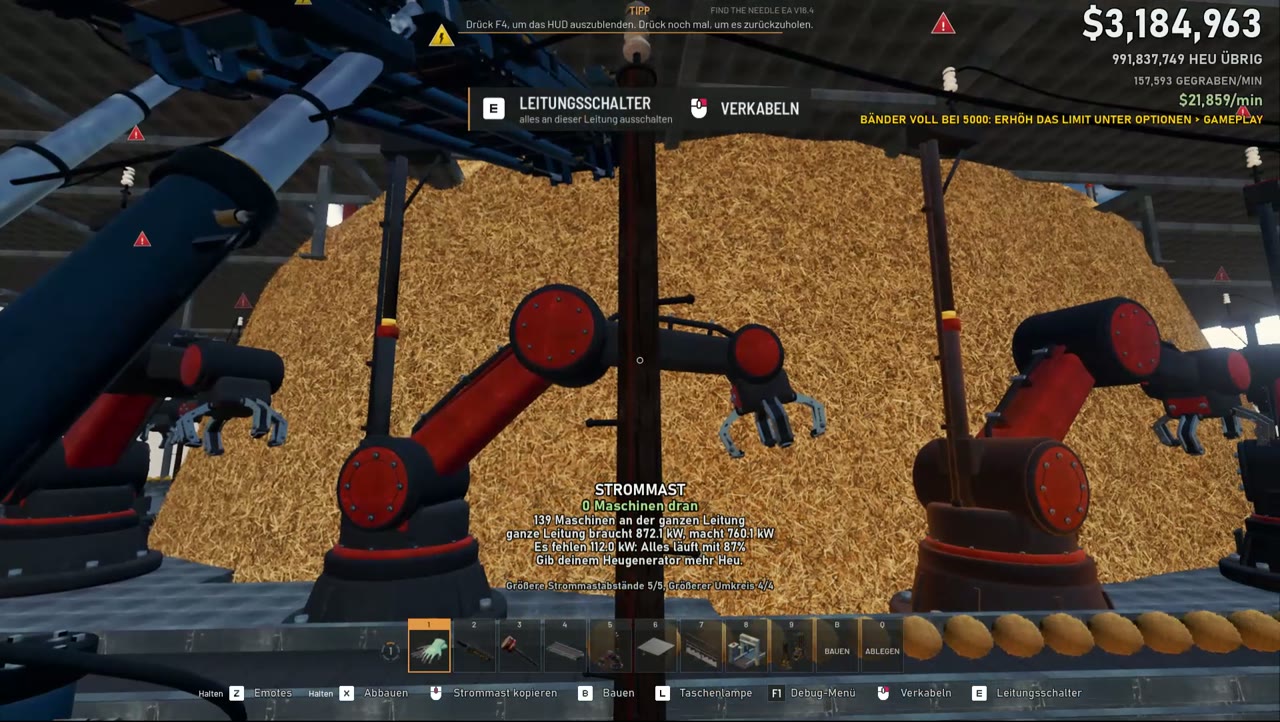 TIPP
FIND THE NEEDLE EA V16.4
Drück F4, um das HUD auszublenden. Drück noch mal, um es zurückzuholen.
$3,184,963
991,837,749 HEU ÜBRIG
157,593 GEGRABEN/MIN
$21,859/min
BÄNDER VOLL BEI 5000: ERHÖH DAS LIMIT UNTER OPTIONEN > GAMEPLAY
E LEITUNGSSCHALTER
alles an dieser Leitung ausschalten
VERKABELN
STROMMAST
0 Maschinen dran
139 Maschinen an der ganzen Leitung
ganze Leitung braucht 872.1 kW, macht 760.1 kW
Es fehlen 112.0 kW: Alles läuft mit 87%
Gib deinem Heugenerator mehr Heu.
Größere Strommastabstände 5/5, Größerer Umkreis 4/4
1 2 3 4 5 6 7 8 9 B 0
BAUEN ABLEGEN
Halten Z Emotes Halten X Abbauen Strommast kopieren B Bauen L Taschenlampe F1 Debug-Menü Verkabeln E Leitungsschalter